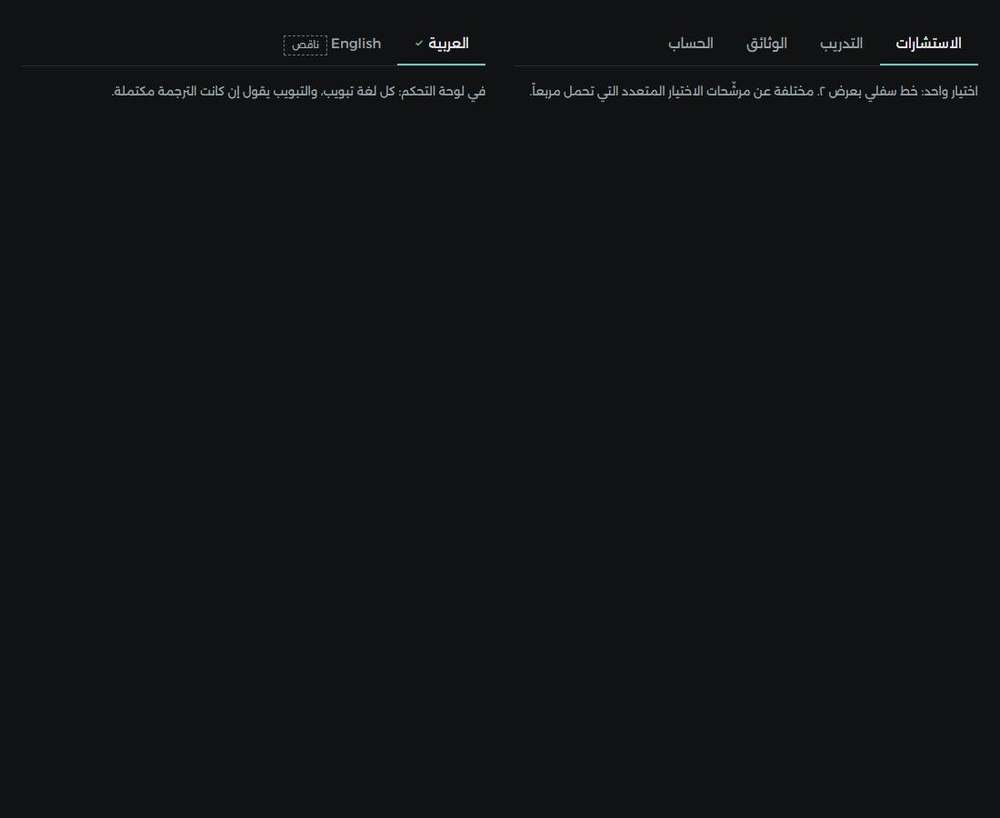 الاستشارات التدريب الوثائق الحساب
اختيار واحد: خط سفلي بعرض ٢. مختلفة عن مرشّحات الاختيار المتعدد التي تحمل مربعاً.
العربية ✓ English ناقص
في لوحة التحكم: كل لغة تبويب، والتبويب يقول إن كانت الترجمة مكتملة.